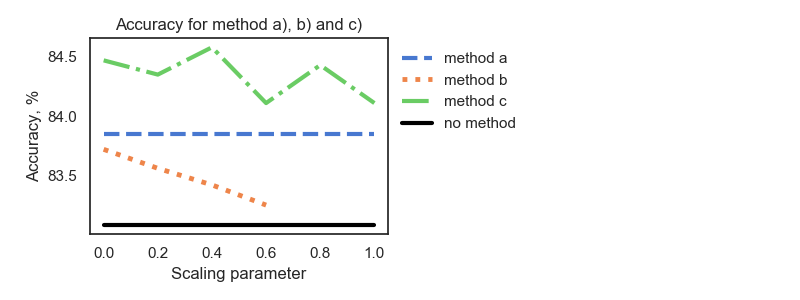 Accuracy for method a), b) and c)
84.5
84.0
83.5
Accuracy, %
0.0 0.2 0.4 0.6 0.8 1.0
Scaling parameter
method a
method b
method c
no method